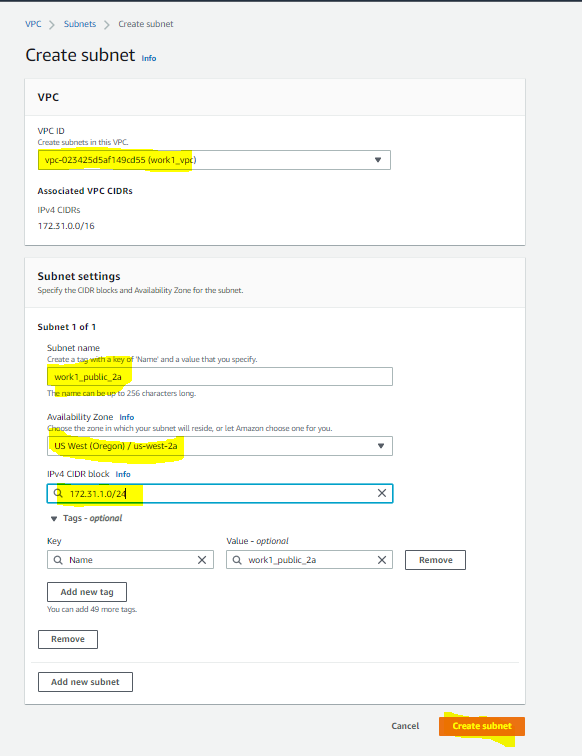 VPC > Subnets > Create subnet
Create subnet Info
VPC
VPC ID
Create subnets in this VPC.
vpc-023425d5af149cd55 (work1_vpc)
Associated VPC CIDRs
IPv4 CIDRs
172.31.0.0/16
Subnet settings
Specify the CIDR blocks and Availability Zone for the subnet.
Subnet 1 of 1
Subnet name
Create a tag with a key of 'Name' and a value that you specify.
work1_public_2a
The name can be up to 256 characters long.
Availability Zone Info
Choose the zone in which your subnet will reside, or let Amazon choose one for you.
US West (Oregon) / us-west-2a
IPv4 CIDR block Info
172.31.1.0/24
Tags - optional
Key Value - optional
Name work1_public_2a Remove
Add new tag
You can add 49 more tags.
Remove
Add new subnet
Cancel Create subnet